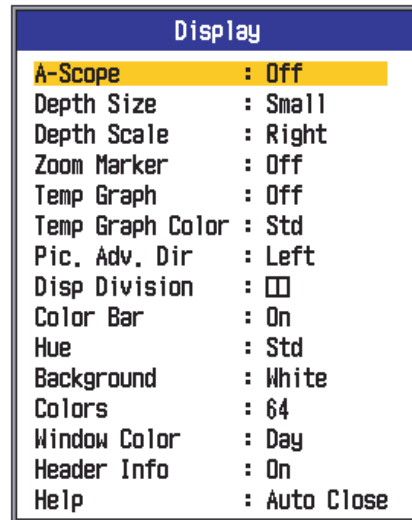 Display
A-Scope : Off
Depth Size : Small
Depth Scale : Right
Zoom Marker : Off
Temp Graph : Off
Temp Graph Color : Std
Pic. Adv. Dir : Left
Disp Division :
Color Bar : On
Hue : Std
Background : White
Colors : 64
Window Color : Day
Header Info : On
Help : Auto Close